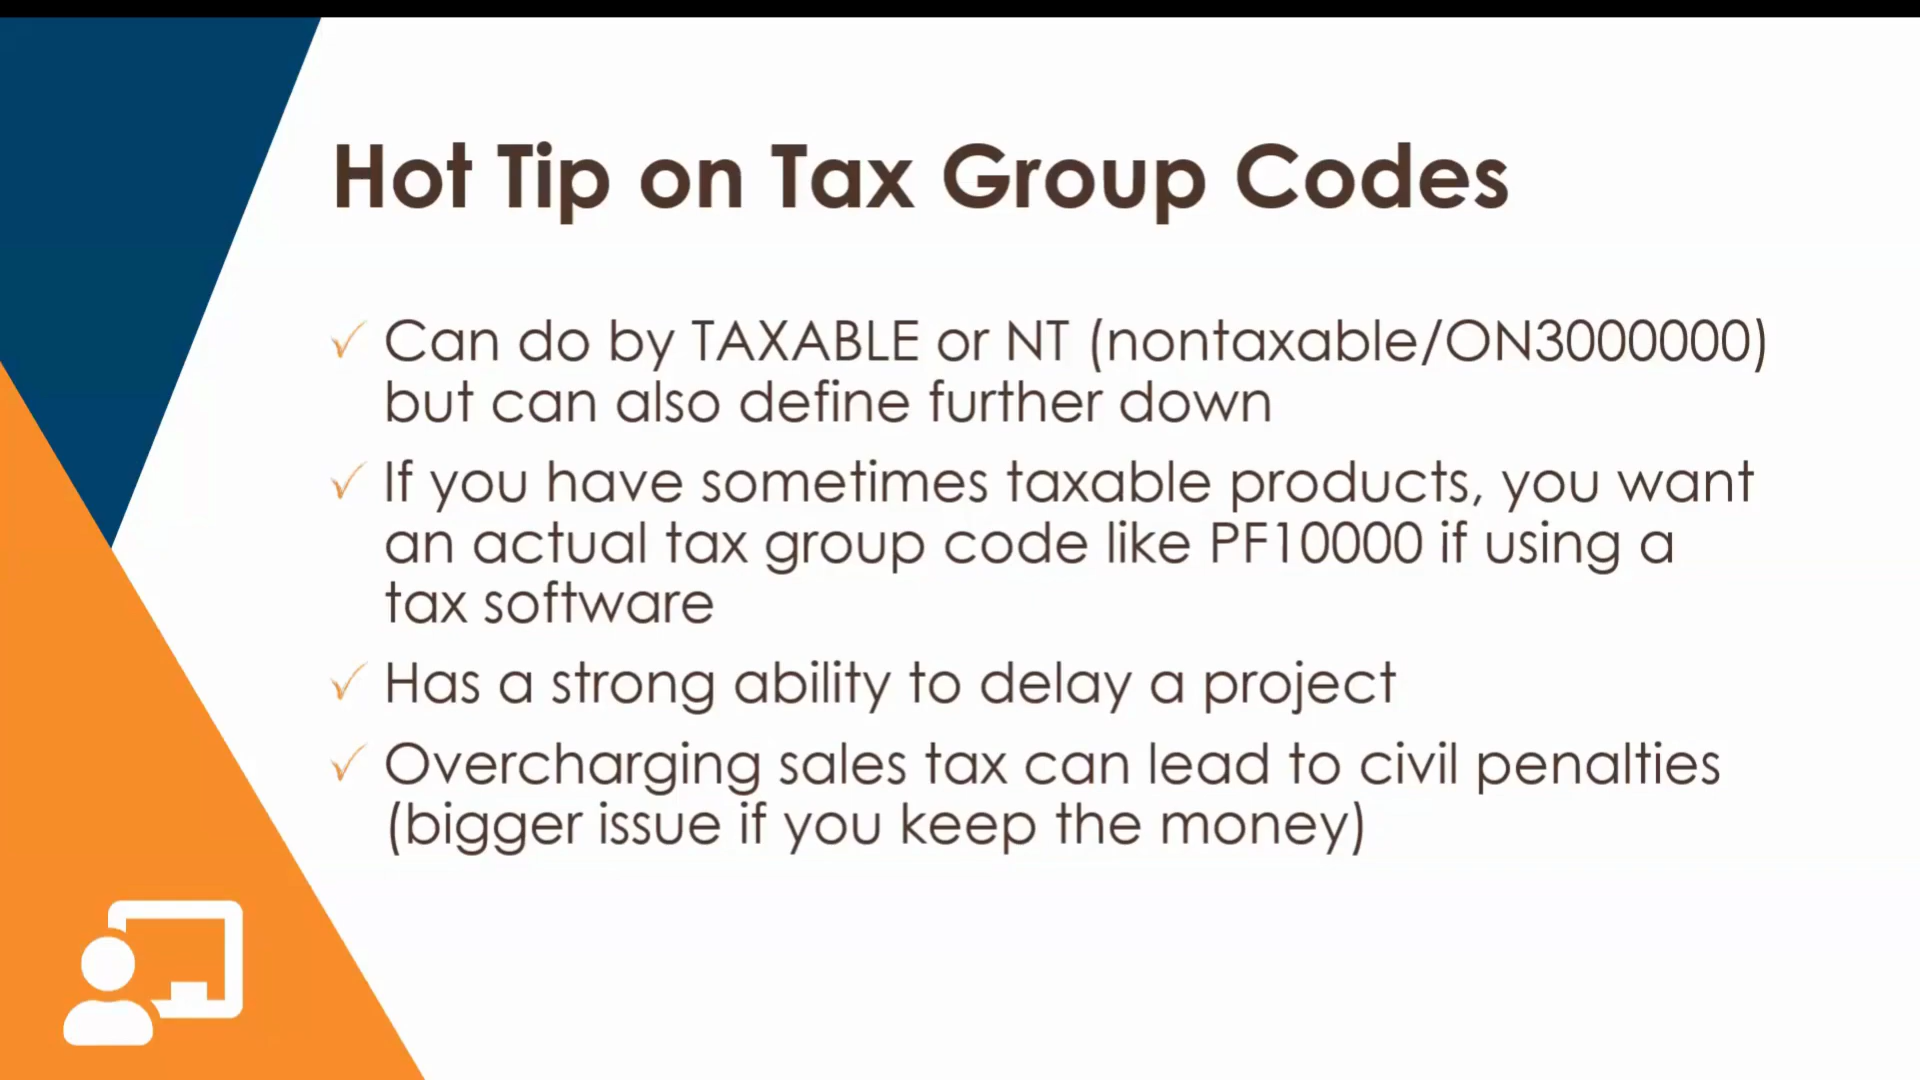 Hot Tip on Tax Group Codes
Can do by TAXABLE or NT (nontaxable/ON3000000)
but can also define further down
If you have sometimes taxable products, you want
an actual tax group code like PF10000 if using a
tax software
Has a strong ability to delay a project
Overcharging sales tax can lead to civil penalties
(bigger issue if you keep the money)